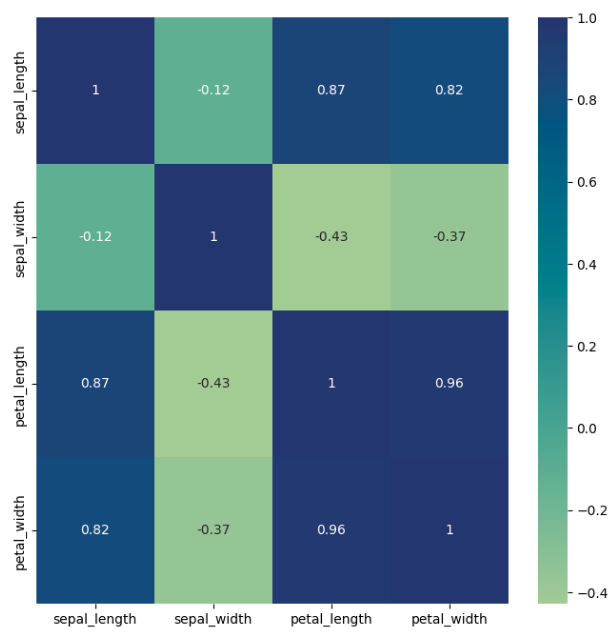 sepal_length 1 -0.12 0.87 0.82
sepal_width -0.12 1 -0.43 -0.37
petal_length 0.87 -0.43 1 0.96
petal_width 0.82 -0.37 0.96 1
sepal_length sepal_width petal_length petal_width
1.0
0.8
0.6
0.4
0.2
0.0
−0.2
−0.4